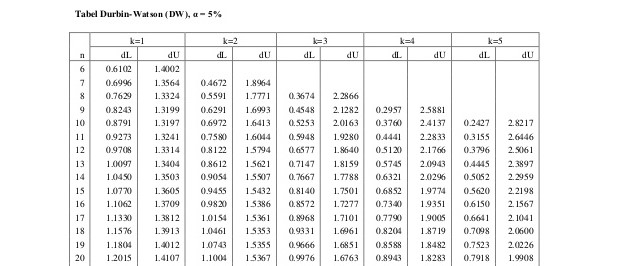 Tabel Durbin-Watson (DW), α = 5%
k=1 k=2 k=3 k=4 k=5
n dL dU dL dU dL dU dL dU dL dU
6 0.6102 1.4002
7 0.6996 1.3564 0.4672 1.8964
8 0.7629 1.3324 0.5591 1.7771 0.3674 2.2866
9 0.8243 1.3199 0.6291 1.6993 0.4548 2.1282 0.2957 2.5881
10 0.8791 1.3197 0.6972 1.6413 0.5253 2.0163 0.3760 2.4137 0.2427 2.8217
11 0.9273 1.3241 0.7580 1.6044 0.5948 1.9280 0.4441 2.2833 0.3155 2.6446
12 0.9708 1.3314 0.8122 1.5794 0.6577 1.8640 0.5120 2.1766 0.3796 2.5061
13 1.0097 1.3404 0.8612 1.5621 0.7147 1.8159 0.5745 2.0943 0.4445 2.3897
14 1.0450 1.3503 0.9054 1.5507 0.7667 1.7788 0.6321 2.0296 0.5052 2.2959
15 1.0770 1.3605 0.9455 1.5432 0.8140 1.7501 0.6852 1.9774 0.5620 2.2198
16 1.1062 1.3709 0.9820 1.5386 0.8572 1.7277 0.7340 1.9351 0.6150 2.1567
17 1.1330 1.3812 1.0154 1.5361 0.8968 1.7101 0.7790 1.9005 0.6641 2.1041
18 1.1576 1.3913 1.0461 1.5353 0.9331 1.6961 0.8204 1.8719 0.7098 2.0600
19 1.1804 1.4012 1.0743 1.5355 0.9666 1.6851 0.8588 1.8482 0.7523 2.0226
20 1.2015 1.4107 1.1004 1.5367 0.9976 1.6763 0.8943 1.8283 0.7918 1.9908